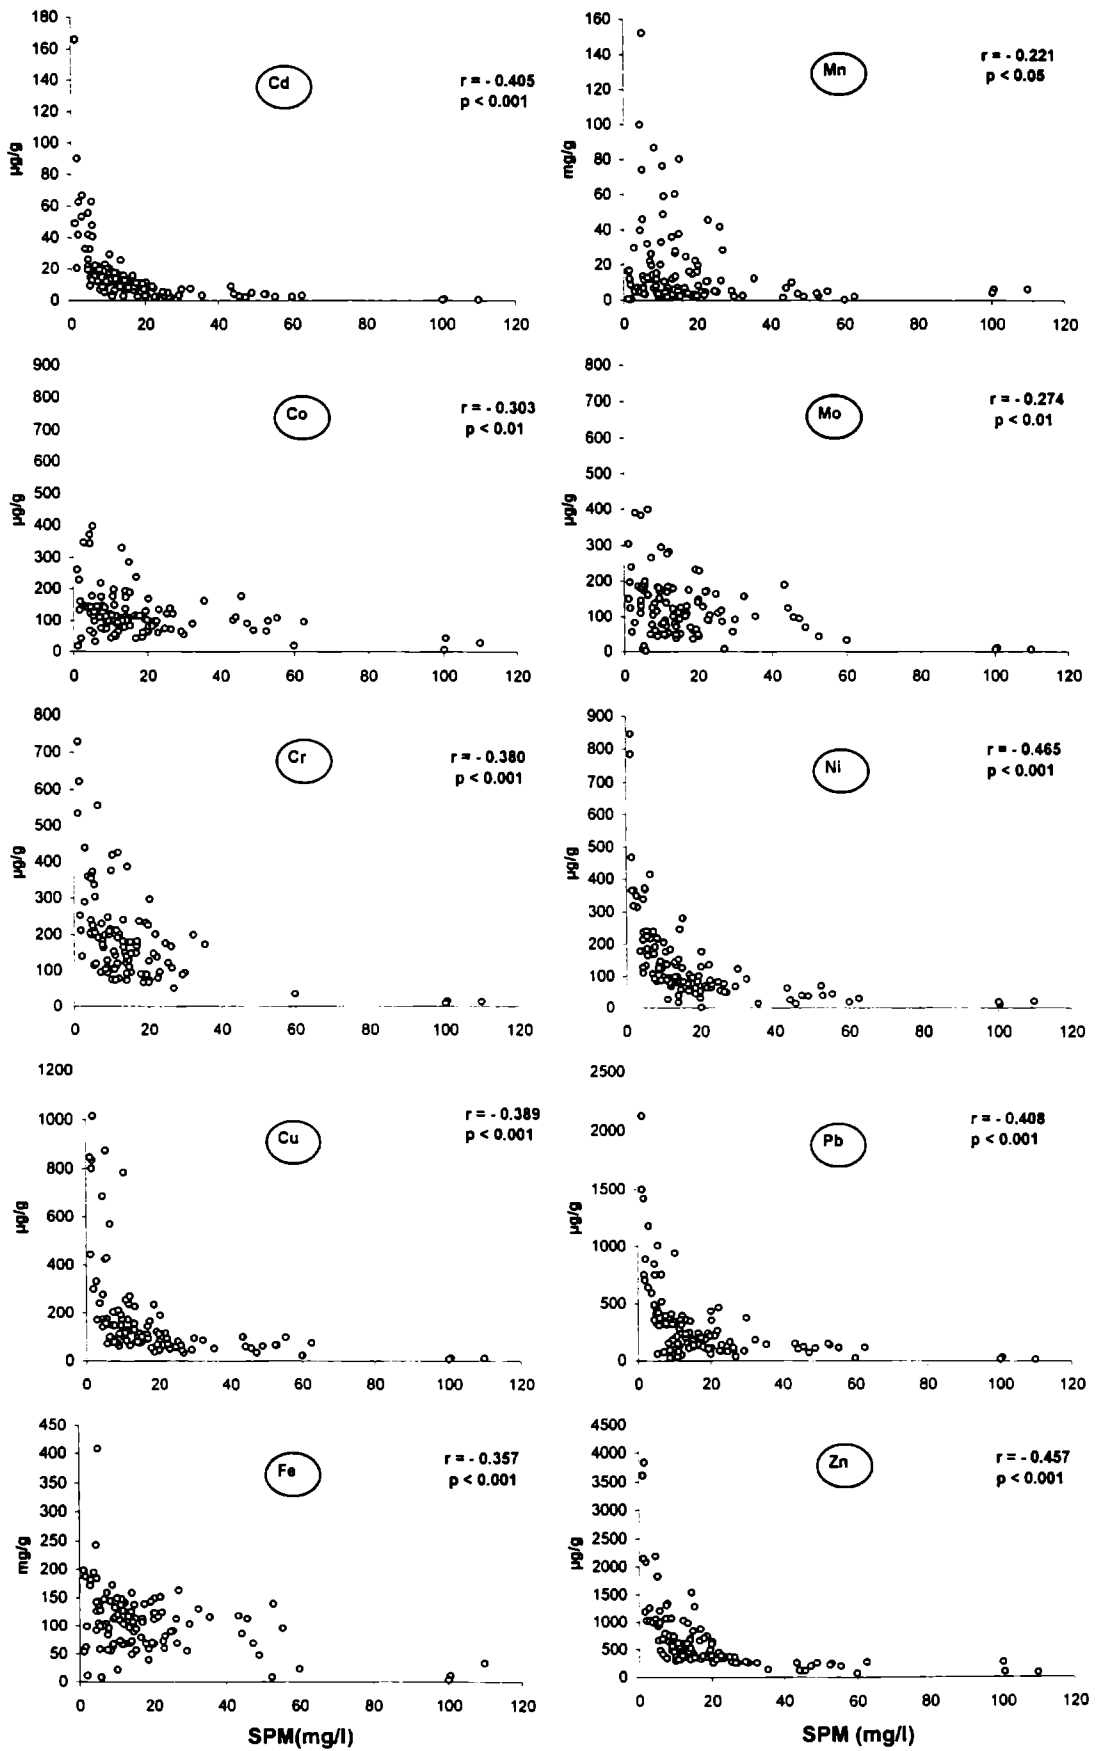 180
160
140
120
100
80
60
40
20
0
µg/g
Cd
r = - 0.405
p < 0.001
0 20 40 60 80 100 120
160
140
120
100
80
60
40
20
0
mg/g
Mn
r = - 0.221
p < 0.05
0 20 40 60 80 100 120
900
800
700
600
500
400
300
200
100
0
µg/g
Co
r = - 0.303
p < 0.01
0 20 40 60 80 100 120
800
700
600
500
400
300
200
100
0
µg/g
Mo
r = - 0.274
p < 0.01
0 20 40 60 80 100 120
800
700
600
500
400
300
200
100
0
µg/g
Cr
r = - 0.380
p < 0.001
0 20 40 60 80 100 120
900
800
700
600
500
400
300
200
100
0
µg/g
Ni
r = - 0.465
p < 0.001
0 20 40 60 80 100 120
1200
1000
800
600
400
200
0
µg/g
Cu
r = - 0.389
p < 0.001
0 20 40 60 80 100 120
2500
2000
1500
1000
500
0
µg/g
Pb
r = - 0.408
p < 0.001
0 20 40 60 80 100 120
450
400
350
300
250
200
150
100
50
0
mg/g
Fe
r = - 0.357
p < 0.001
0 20 40 60 80 100 120
SPM(mg/l)
4500
4000
3500
3000
2500
2000
1500
1000
500
0
µg/g
Zn
r = - 0.457
p < 0.001
0 20 40 60 80 100 120
SPM (mg/l)